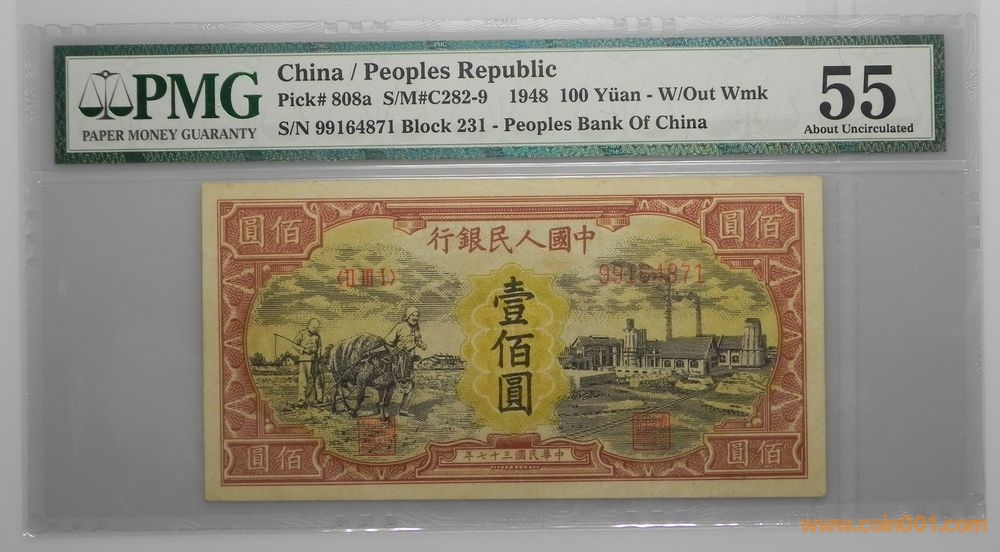 PMG
PAPER MONEY GUARANTY
China / Peoples Republic
Pick# 808a S/M#C282-9 1948 100 Yüan - W/Out Wmk
S/N 99164871 Block 231 - Peoples Bank Of China
55
About Uncirculated
圓佰
圓佰
行銀民人國中
(II III I)
99164871
壹佰圓
圓佰
年七十三國民華中
圓佰
www.coin001.com